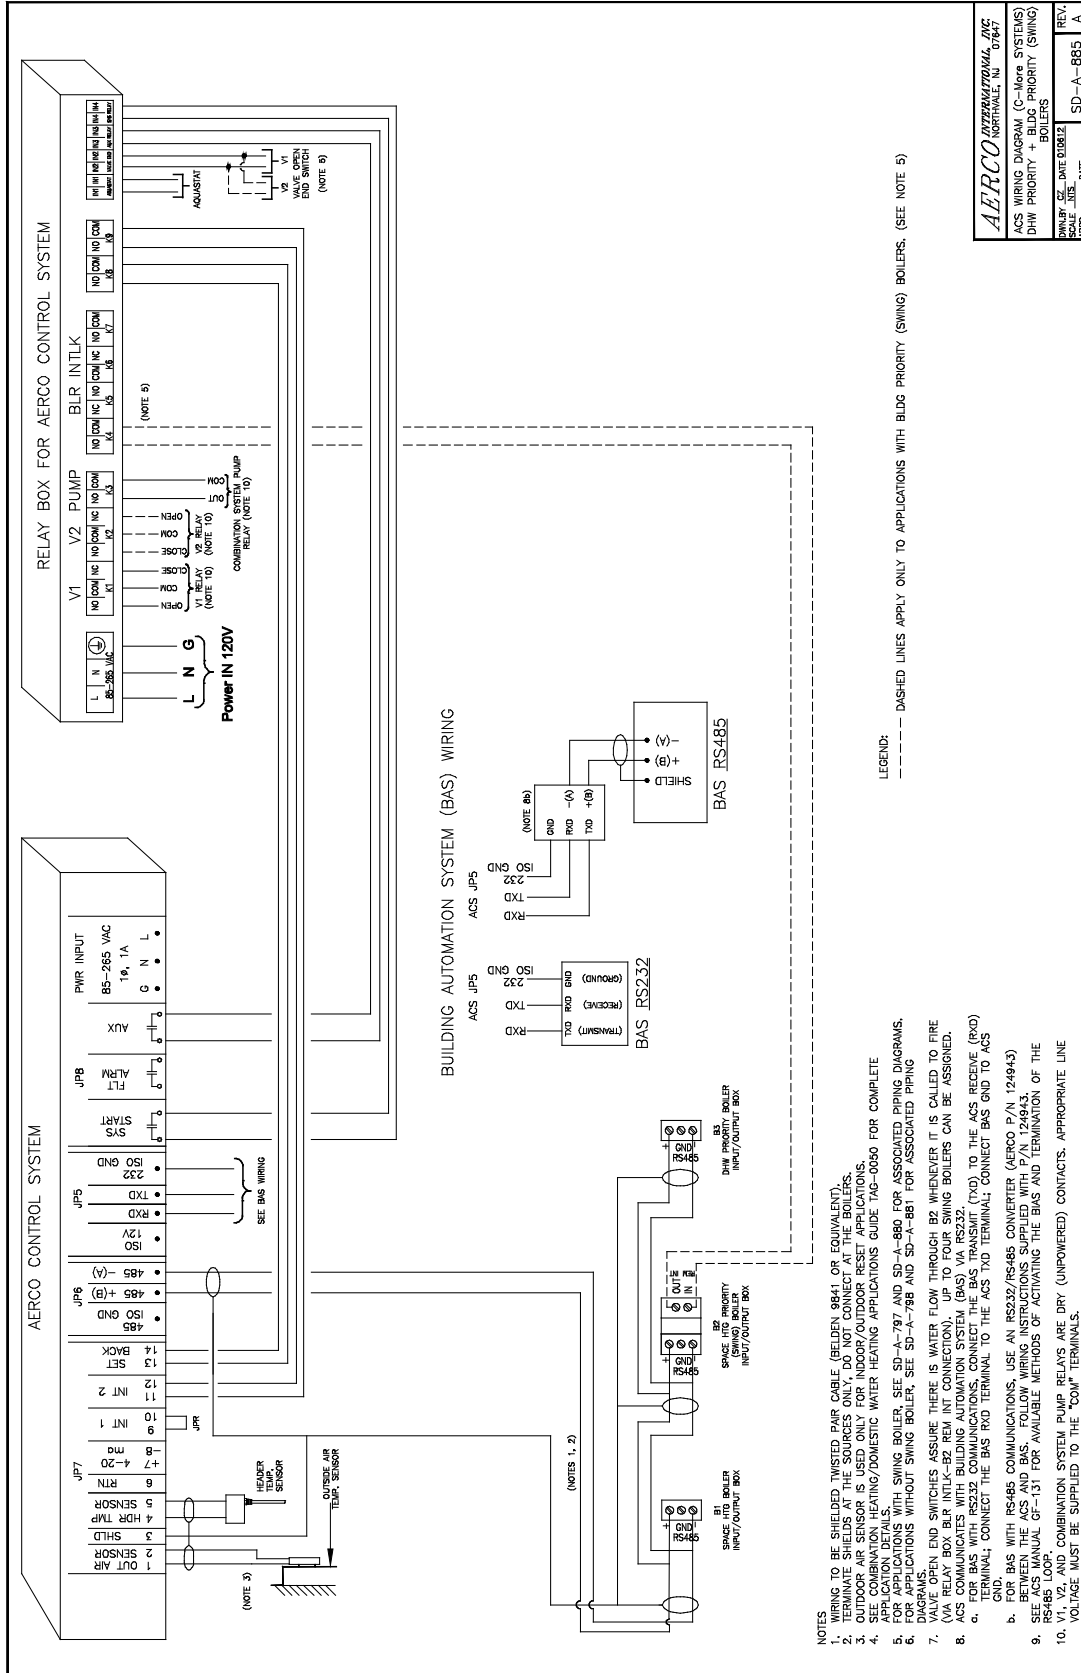 AERCO CONTROL SYSTEM
JP7
JP6
JP5
JP8
PWR INPUT
1 OUT AIR
2 SENSOR
3 SHLD
4 HDR TMP
5 SENSOR
6 RTN
+7 4-20
-8 ma
9 INT 1
10
11 INT 2
12
13 SET
14 BACK
485
ISO GND
485 +(B)
485 -(A)
ISO
12V
RXD
TXD
232
ISO GND
SYS
START
FLT
ALRM
AUX
85-265 VAC
1ø, 1A
G N L
JPR
HEADER
TEMP.
SENSOR
OUTSIDE AIR
TEMP. SENSOR
(NOTE 3)
SEE BAS WIRING
RELAY BOX FOR AERCO CONTROL SYSTEM
V1
V2
PUMP
BLR INTLK
L N
85-265 VAC
NO COM NC
K1
NO COM NC
K2
NO COM
K3
NO COM
K4
NC NO COM
K5
NC NO COM
K6
NC NO COM
K7
NO COM
K8
NO COM
K9
IN1 IN1 IN2 IN2 IN3 IN3 IN4 IN4
L N G
Power IN 120V
OPEN
COM
CLOSE
V1 RELAY
(NOTE 10)
CLOSE
COM
OPEN
V2 RELAY
(NOTE 10)
OUT
COM
COMBINATION SYSTEM PUMP
RELAY (NOTE 10)
(NOTE 5)
AQUASTAT
V2
V1
VALVE OPEN
END SWITCH
(NOTE 5)
BUILDING AUTOMATION SYSTEM (BAS) WIRING
ACS JP5
RXD
TXD
232
ISO GND
TXD RXD GND
(TRANSMIT)
(RECEIVE)
(GROUND)
BAS RS232
ACS JP5
RXD
TXD
232
ISO GND
(NOTE 8b)
GND
RXD -(A)
TXD +(B)
SHIELD
+(B)
-(A)
BAS RS485
(NOTES 1, 2)
+ GND -
RS485
B1
SPACE HTG BOILER
INPUT/OUTPUT BOX
+ GND -
RS485
OUT
IN
REM INT
B2
SPACE HTG PRIORITY
(SWING) BOILER
INPUT/OUTPUT BOX
+ GND -
RS485
B3
DHW PRIORITY BOILER
INPUT/OUTPUT BOX
LEGEND:
DASHED LINES APPLY ONLY TO APPLICATIONS WITH BLDG PRIORITY (SWING) BOILERS. (SEE NOTE 5)
NOTES
1. WIRING TO BE SHIELDED TWISTED PAIR CABLE (BELDEN 9841 OR EQUIVALENT).
2. TERMINATE SHIELDS AT THE SOURCES ONLY, DO NOT CONNECT AT THE BOILERS.
3. OUTDOOR AIR SENSOR IS USED ONLY FOR INDOOR/OUTDOOR RESET APPLICATIONS.
4. SEE COMBINATION HEATING/DOMESTIC WATER HEATING APPLICATIONS GUIDE TAG-0050 FOR COMPLETE
APPLICATION DETAILS.
5. FOR APPLICATIONS WITH SWING BOILER, SEE SD-A-797 AND SD-A-880 FOR ASSOCIATED PIPING DIAGRAMS.
6. FOR APPLICATIONS WITHOUT SWING BOILER, SEE SD-A-798 AND SD-A-881 FOR ASSOCIATED PIPING
DIAGRAMS.
7. VALVE OPEN END SWITCHES ASSURE THERE IS WATER FLOW THROUGH B2 WHENEVER IT IS CALLED TO FIRE
(VIA RELAY BOX BLR INTLK-B2 REM INT CONNECTION). UP TO FOUR SWING BOILERS CAN BE ASSIGNED.
8. ACS COMMUNICATES WITH BUILDING AUTOMATION SYSTEM (BAS) VIA RS232.
a. FOR BAS WITH RS232 COMMUNICATIONS, CONNECT THE BAS TRANSMIT (TXD) TO THE ACS RECEIVE (RXD)
TERMINAL; CONNECT THE BAS RXD TERMINAL TO THE ACS TXD TERMINAL; CONNECT BAS GND TO ACS
GND.
b. FOR BAS WITH RS485 COMMUNICATIONS, USE AN RS232/RS485 CONVERTER (AERCO P/N 124943)
BETWEEN THE ACS AND BAS. FOLLOW WIRING INSTRUCTIONS SUPPLIED WITH P/N 124943.
9. SEE ACS MANUAL GF-131 FOR AVAILABLE METHODS OF ACTIVATING THE BIAS AND TERMINATION OF THE
RS485 LOOP.
10. V1, V2, AND COMBINATION SYSTEM PUMP RELAYS ARE DRY (UNPOWERED) CONTACTS. APPROPRIATE LINE
VOLTAGE MUST BE SUPPLIED TO THE "COM" TERMINALS.
AERCO INTERNATIONAL, INC.
NORTHVALE, NJ 07647
ACS WIRING DIAGRAM (C-More SYSTEMS)
DHW PRIORITY + BLDG PRIORITY (SWING)
BOILERS
DWN.BY CZ DATE 010612
SCALE NTS
SD-A-885
REV.
A